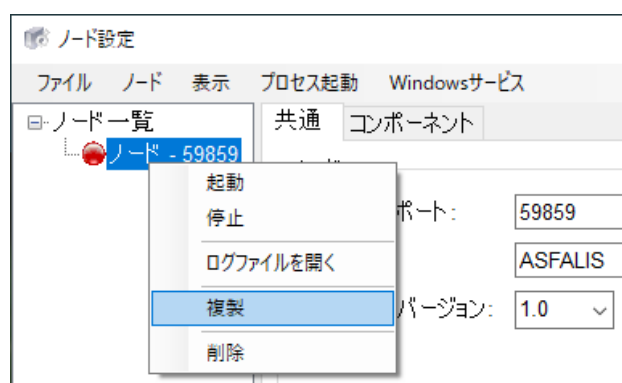 ノード設定
ファイル ノード 表示 プロセス起動 Windowsサービス
ノード一覧
ノード - 59859
共通 コンポーネント
起動
停止
ログファイルを開く
複製
削除
ポート: 59859
ASFALIS
バージョン: 1.0